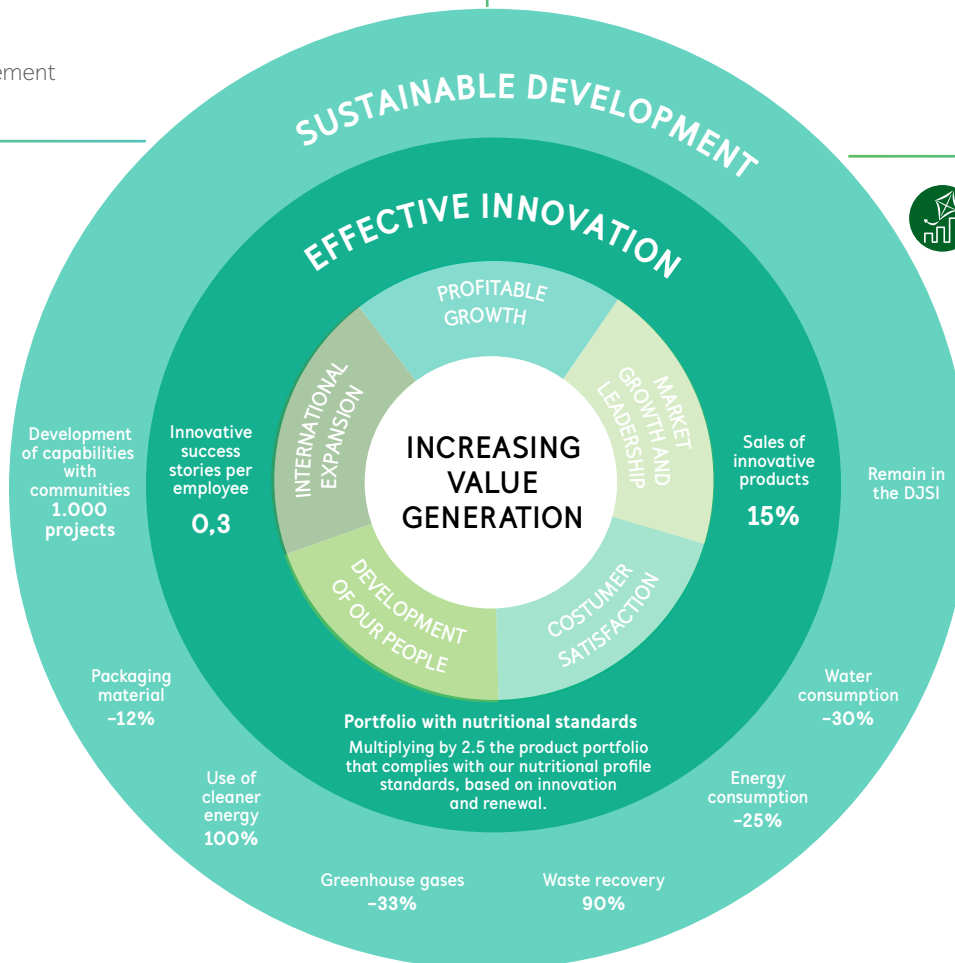 ement
SUSTAINABLE DEVELOPMENT
EFFECTIVE INNOVATION
PROFITABLE
GROWTH
MARKET
GROWTH AND
LEADERSHIP
INTERNATIONAL
EXPANSION
INCREASING
VALUE
GENERATION
COSTUMER
SATISFACTION
DEVELOPMENT
OF OUR PEOPLE
Development
of capabilities
with
communities
1.000
projects
Innovative
success
stories per
employee
0,3
Sales of
innovative
products
15%
Remain in
the DJSI
Portfolio with nutritional standards
Multiplying by 2.5 the product portfolio
that complies with our nutritional profile
standards, based on innovation
and renewal.
Packaging
material
-12%
Use of
cleaner
energy
100%
Greenhouse gases
-33%
Waste recovery
90%
Energy
consumption
-25%
Water
consumption
-30%